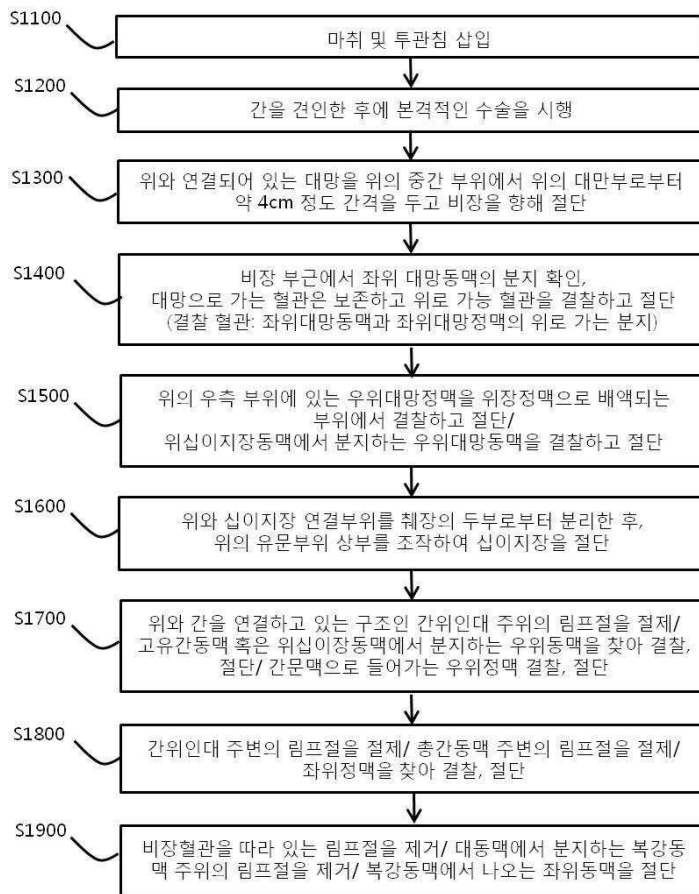 S1100
마취 및 투관침 삽입
S1200
간을 견인한 후에 본격적인 수술을 시행
S1300
위와 연결되어 있는 대망을 위의 중간 부위에서 위의 대만부로부터
약 4cm 정도 간격을 두고 비장을 향해 절단
S1400
비장 부근에서 좌위 대망동맥의 분지 확인,
대망으로 가는 혈관은 보존하고 위로 가능 혈관을 결찰하고 절단
(결찰 혈관: 좌위대망동맥과 좌위대망정맥의 위로 가는 분지)
S1500
위의 우측 부위에 있는 우위대망정맥을 위장정맥으로 배액되는
부위에서 결찰하고 절단/
위십이지장동맥에서 분지하는 우위대망동맥을 결찰하고 절단
S1600
위와 십이지장 연결부위를 췌장의 두부로부터 분리한 후,
위의 유문부위 상부를 조작하여 십이지장을 절단
S1700
위와 간을 연결하고 있는 구조인 간위인대 주위의 림프절을 절제/
고유간동맥 혹은 위십이장동맥에서 분지하는 우위동맥을 찾아 결찰,
절단/ 간문맥으로 들어가는 우위정맥 결찰, 절단
S1800
간위인대 주변의 림프절을 절제/ 총간동맥 주변의 림프절을 절제/
좌위정맥을 찾아 결찰, 절단
S1900
비장혈관을 따라 있는 림프절을 제거/ 대동맥에서 분지하는 복강동
맥 주위의 림프절을 제거/ 복강동맥에서 나오는 좌위동맥을 절단